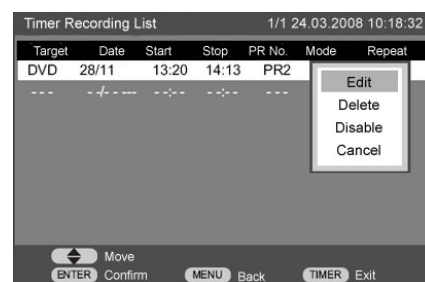 Timer Recording List 1/1 24.03.2008 10:18:32
Target Date Start Stop PR No. Mode Repeat
DVD 28/11 13:20 14:13 PR2
--- --/-- ---- --:-- --:-- ---
Edit
Delete
Disable
Cancel
Move
ENTER Confirm MENU Back TIMER Exit